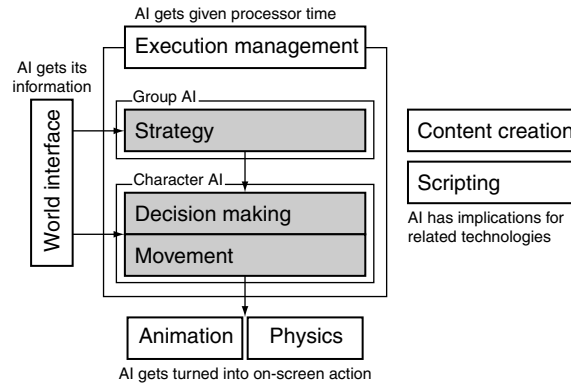 AI gets given processor time
Execution management
AI gets its
information
World interface
Group AI
Strategy
Character AI
Decision making
Movement
Animation
Physics
AI gets turned into on-screen action
Content creation
Scripting
AI has implications for
related technologies